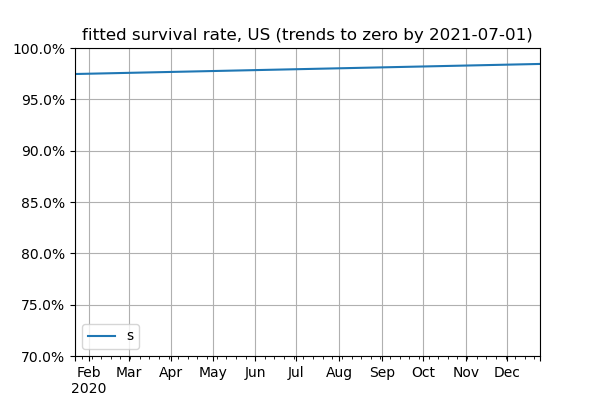 fitted survival rate, US (trends to zero by 2021-07-01)
100.0%
95.0%
90.0%
85.0%
80.0%
75.0%
70.0%
s
Feb Mar Apr May Jun Jul Aug Sep Oct Nov Dec
2020